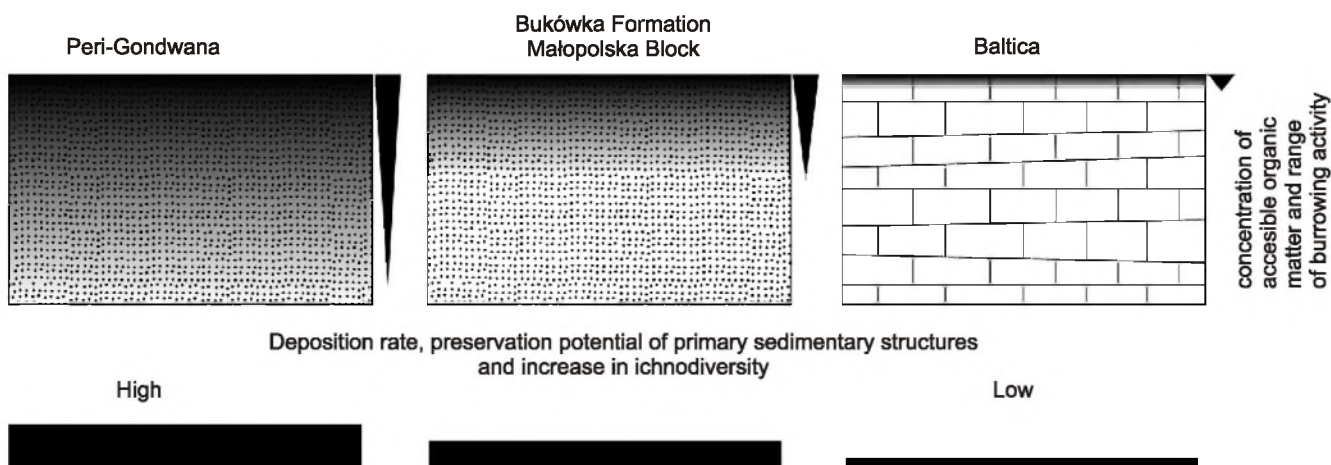 Peri-Gondwana
Bukówka Formation
Małopolska Block
Baltica
concentration of
accesible organic
matter and range
of burrowing activity
Deposition rate, preservation potential of primary sedimentary structures
and increase in ichnodiversity
High
Low